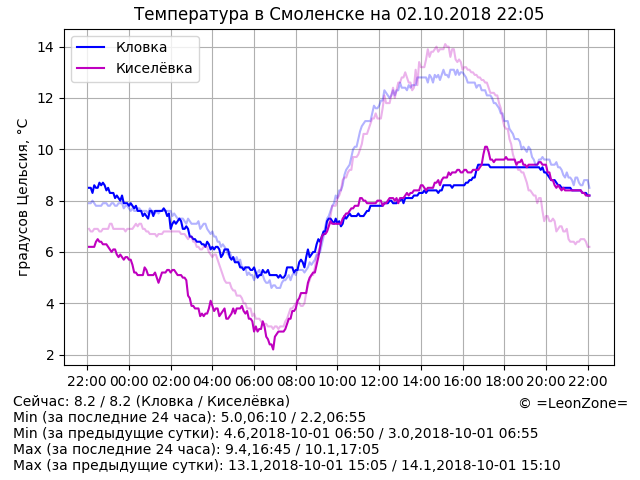 Температура в Смоленске на 02.10.2018 22:05
Кловка
Киселёвка
градусов Цельсия, °C
14
12
10
8
6
4
2
22:00 00:00 02:00 04:00 06:00 08:00 10:00 12:00 14:00 16:00 18:00 20:00 22:00
Сейчас: 8.2 / 8.2 (Кловка / Киселёвка)
© =LeonZone=
Min (за последние 24 часа): 5.0,06:10 / 2.2,06:55
Min (за предыдущие сутки): 4.6,2018-10-01 06:50 / 3.0,2018-10-01 06:55
Max (за последние 24 часа): 9.4,16:45 / 10.1,17:05
Max (за предыдущие сутки): 13.1,2018-10-01 15:05 / 14.1,2018-10-01 15:10